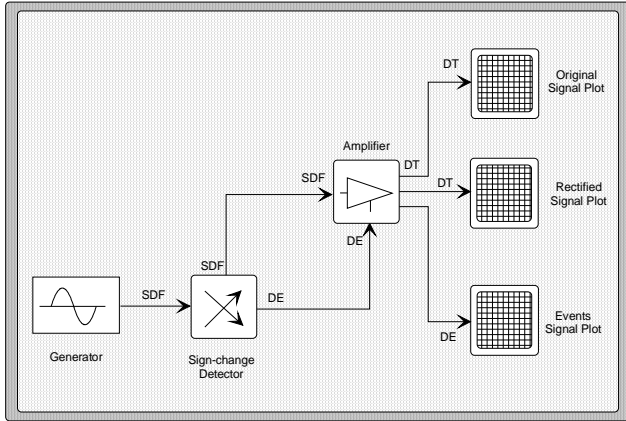 DT
Original
Signal Plot
Amplifier
DT
SDF
DT
Rectified
Signal Plot
DE
SDF
SDF
DE
Events
Signal Plot
DE
Generator
Sign-change
Detector